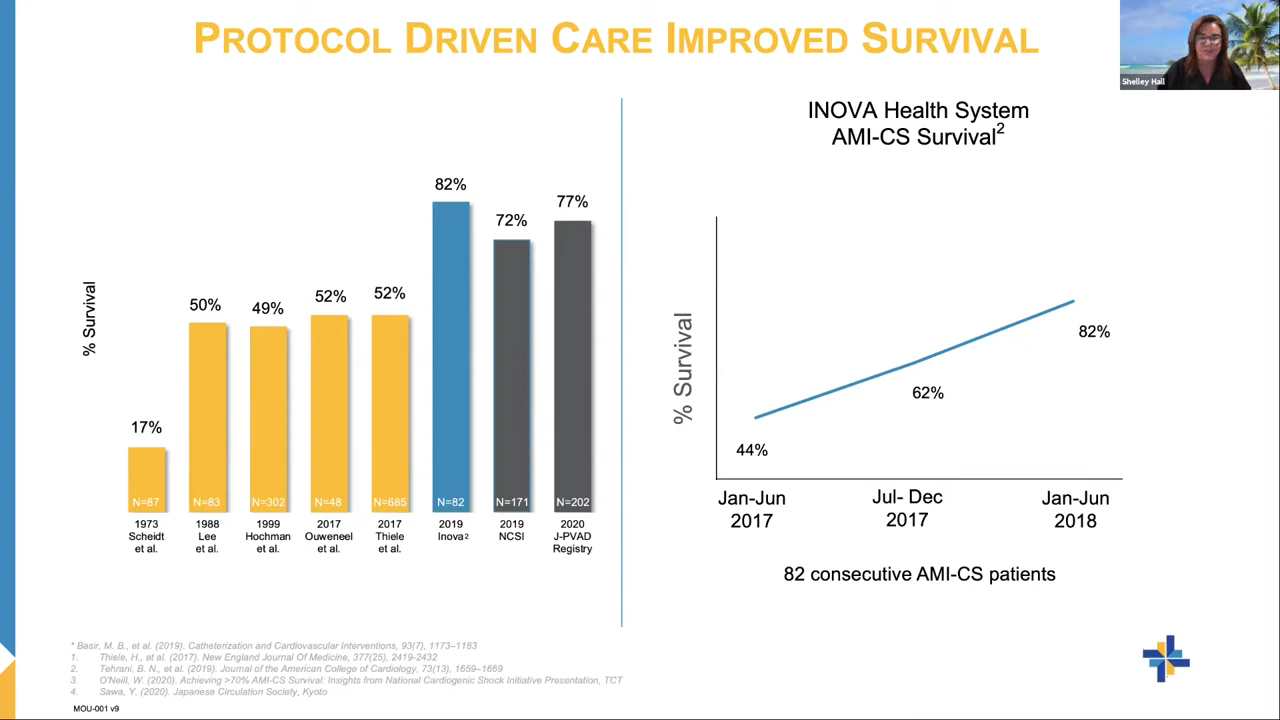 PROTOCOL DRIVEN CARE IMPROVED SURVIVAL
Shelley Hall
% Survival
17%
50%
49%
52%
52%
82%
72%
77%
N=87
N=83
N=302
N=48
N=685
N=82
N=171
N=202
1973
Scheidt
et al.
1988
Lee
et al.
1999
Hochman
et al.
2017
Ouweneel
et al.
2017
Thiele
et al.
2019
Inova2
2019
NCSI
2020
J-PVAD
Registry
INOVA Health System
AMI-CS Survival2
% Survival
44%
62%
82%
Jan-Jun
2017
Jul- Dec
2017
Jan-Jun
2018
82 consecutive AMI-CS patients
* Basir, M. B., et al. (2019). Catheterization and Cardiovascular Interventions, 93(7), 1173–1183
1. Thiele, H., et al. (2017). New England Journal Of Medicine, 377(25), 2419-2432
2. Tehrani, B. N., et al. (2019). Journal of the American College of Cardiology, 73(13), 1659–1669
3. O'Neill, W. (2020). Achieving >70% AMI-CS Survival: Insights from National Cardiogenic Shock Initiative Presentation, TCT
4. Sawa, Y. (2020). Japanese Circulation Society, Kyoto
MOU-001 v9